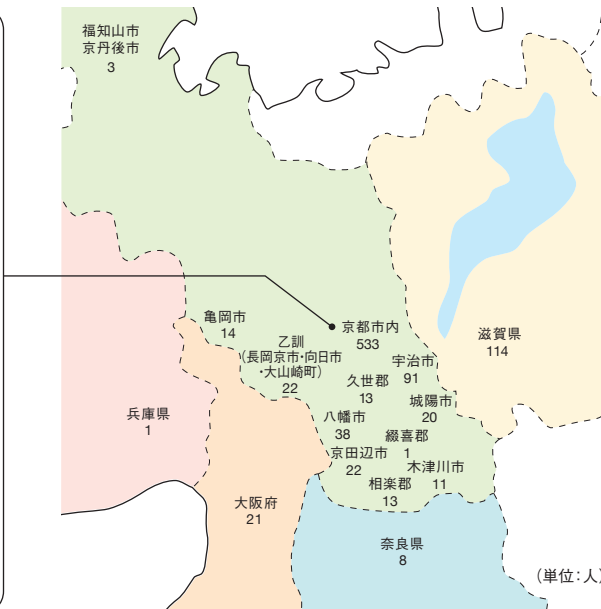 福知山市
京丹後市
3
亀岡市
14
乙訓
(長岡京市・向日市
・大山崎町)
22
京都市内
533
宇治市
91
久世郡
13
城陽市
20
八幡市
38
綴喜郡
1
京田辺市
22
木津川市
11
相楽郡
13
滋賀県
114
兵庫県
1
大阪府
21
奈良県
8
(単位:人)